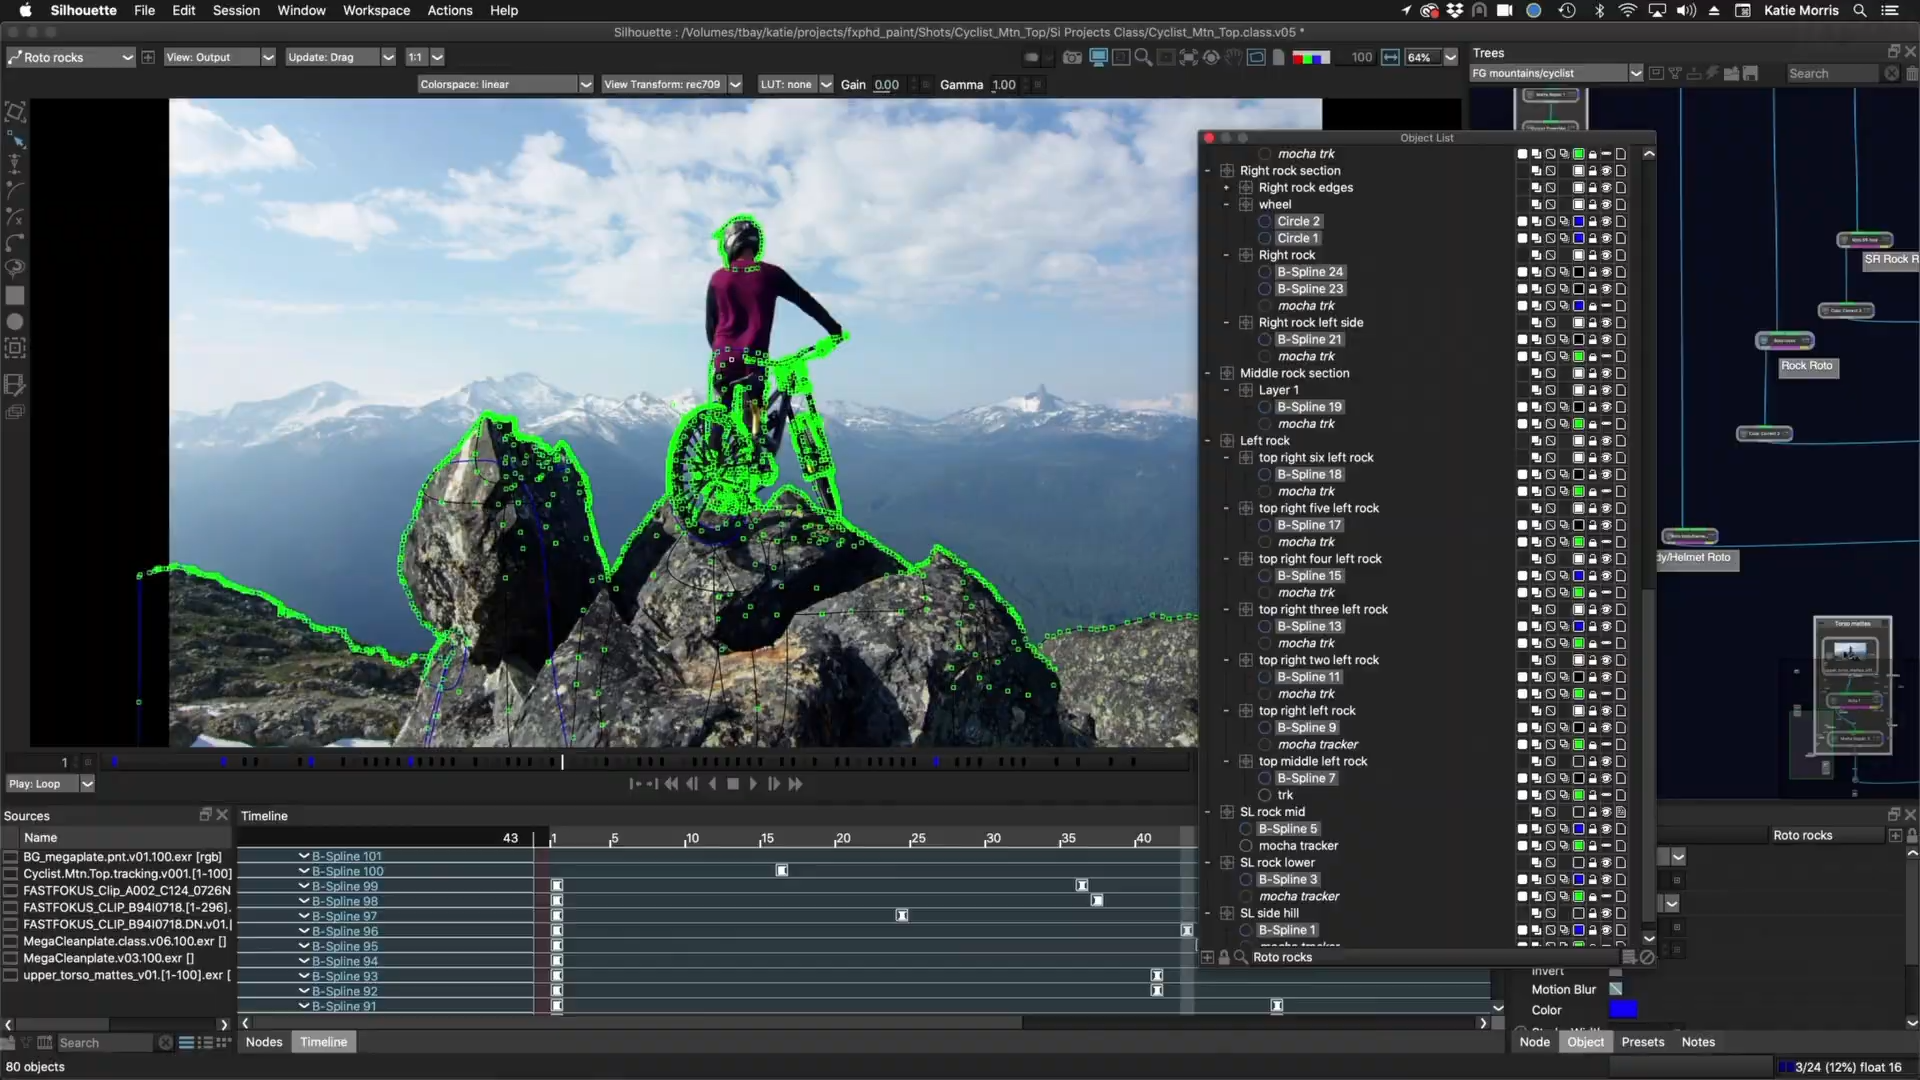 Silhouette File Edit Session Window Workspace Actions Help Katie Morris
Silhouette : /Volumes/tbay/katie/projects/fxphd_paint/Shots/Cyclist_Mtn_Top/Si Projects Class/Cyclist_Mtn_Top.class.v05 *
Roto rocks View: Output Update: Drag 1:1 100 64%
Colorspace: linear View Transform: rec709 LUT: none Gain 0.00 Gamma 1.00
Trees
FG mountains/cyclist Search
SR Rock R
Rock Roto
dy/Helmet Roto
Torso mattes
Object List
mocha trk
Right rock section
Right rock edges
wheel
Circle 2
Circle 1
Right rock
B-Spline 24
B-Spline 23
mocha trk
Right rock left side
B-Spline 21
mocha trk
Middle rock section
Layer 1
B-Spline 19
mocha trk
Left rock
top right six left rock
B-Spline 18
mocha trk
top right five left rock
B-Spline 17
mocha trk
top right four left rock
B-Spline 15
mocha trk
top right three left rock
B-Spline 13
mocha trk
top right two left rock
B-Spline 11
mocha trk
top right left rock
B-Spline 9
mocha tracker
top middle left rock
B-Spline 7
trk
SL rock mid
B-Spline 5
mocha tracker
SL rock lower
B-Spline 3
mocha tracker
SL side hill
B-Spline 1
mocha tracker
Roto rocks
1
Play: Loop
Sources
Name
BG_megaplate.pnt.v01.100.exr [rgb]
Cyclist.Mtn.Top.tracking.v001.[1-100]
FASTFOKUS_Clip_A002_C124_0726N
FASTFOKUS_CLIP_B94I0718.[1-296].
FASTFOKUS_CLIP_B94I0718.DN.v01.[
MegaCleanplate.class.v06.100.exr []
MegaCleanplate.v03.100.exr []
upper_torso_mattes_v01.[1-100].exr [
Search
80 objects
Timeline
43 1 5 10 15 20 25 30 35 40
B-Spline 101
B-Spline 100
B-Spline 99
B-Spline 98
B-Spline 97
B-Spline 96
B-Spline 95
B-Spline 94
B-Spline 93
B-Spline 92
B-Spline 91
Nodes Timeline
Roto rocks
Invert
Motion Blur
Color
Node Object Presets Notes
3/24 (12%) float 16